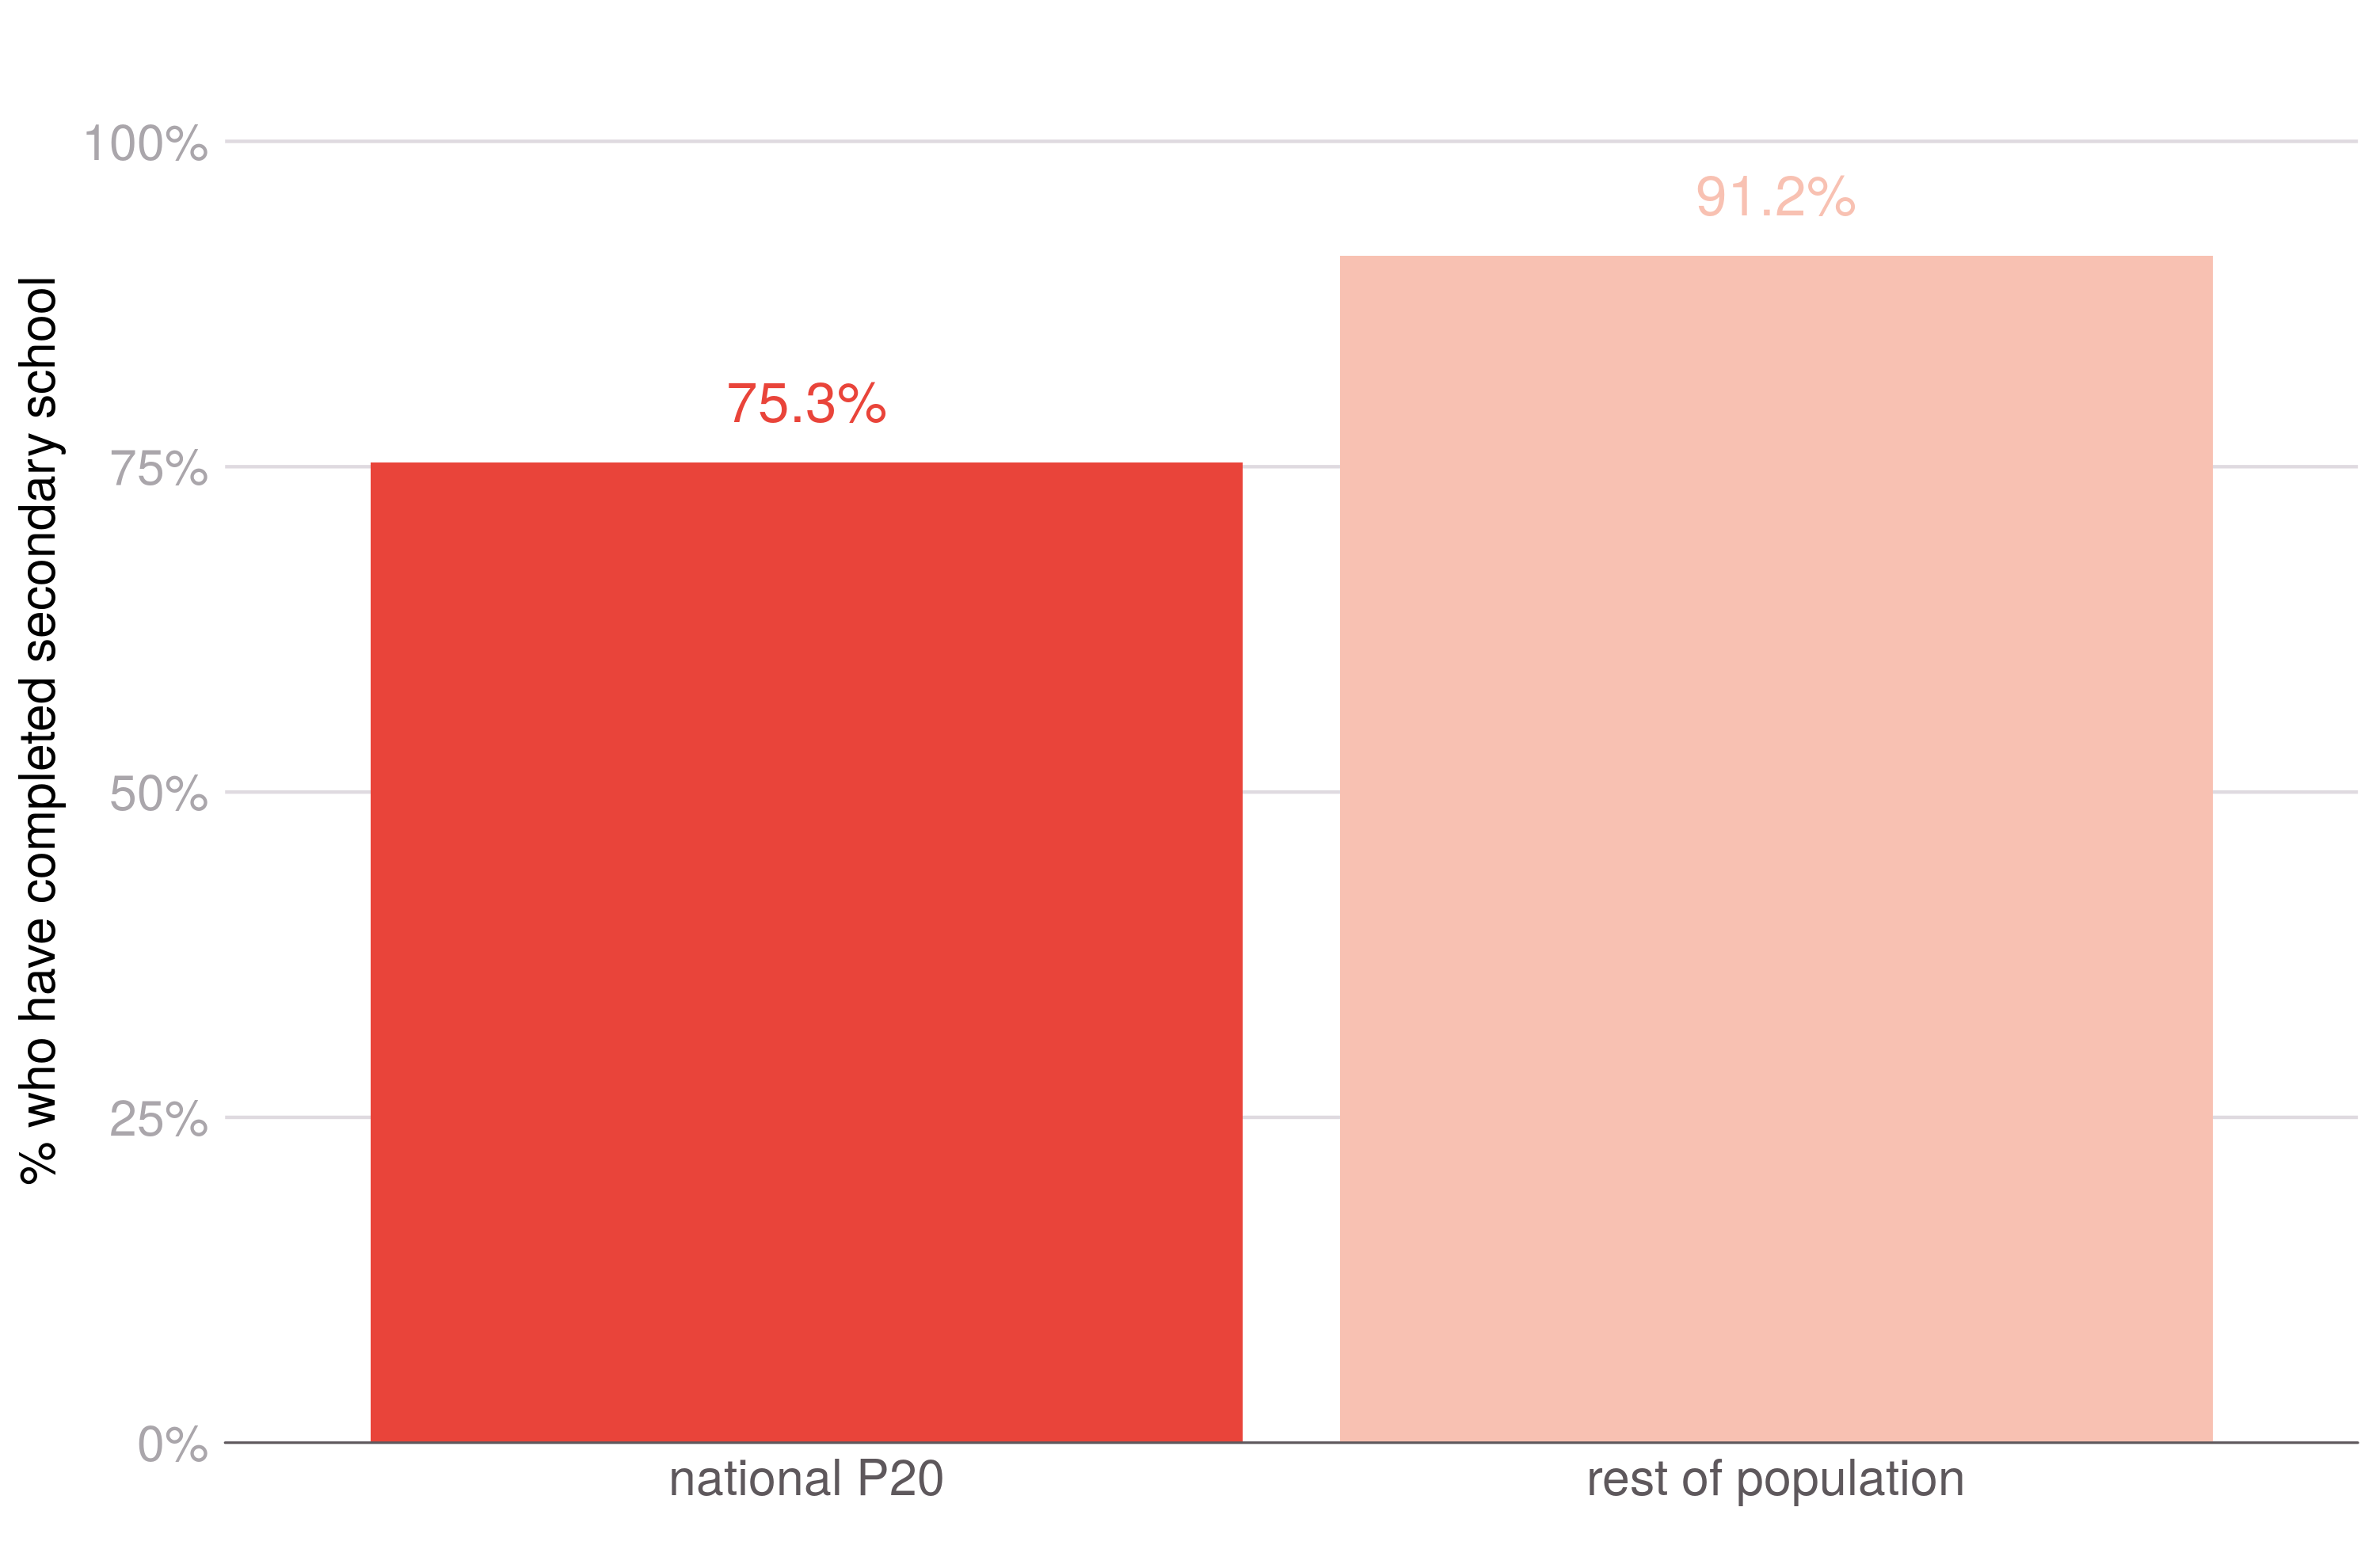 % who have completed secondary school
100%
75%
50%
25%
0%
75.3%
91.2%
national P20
rest of population